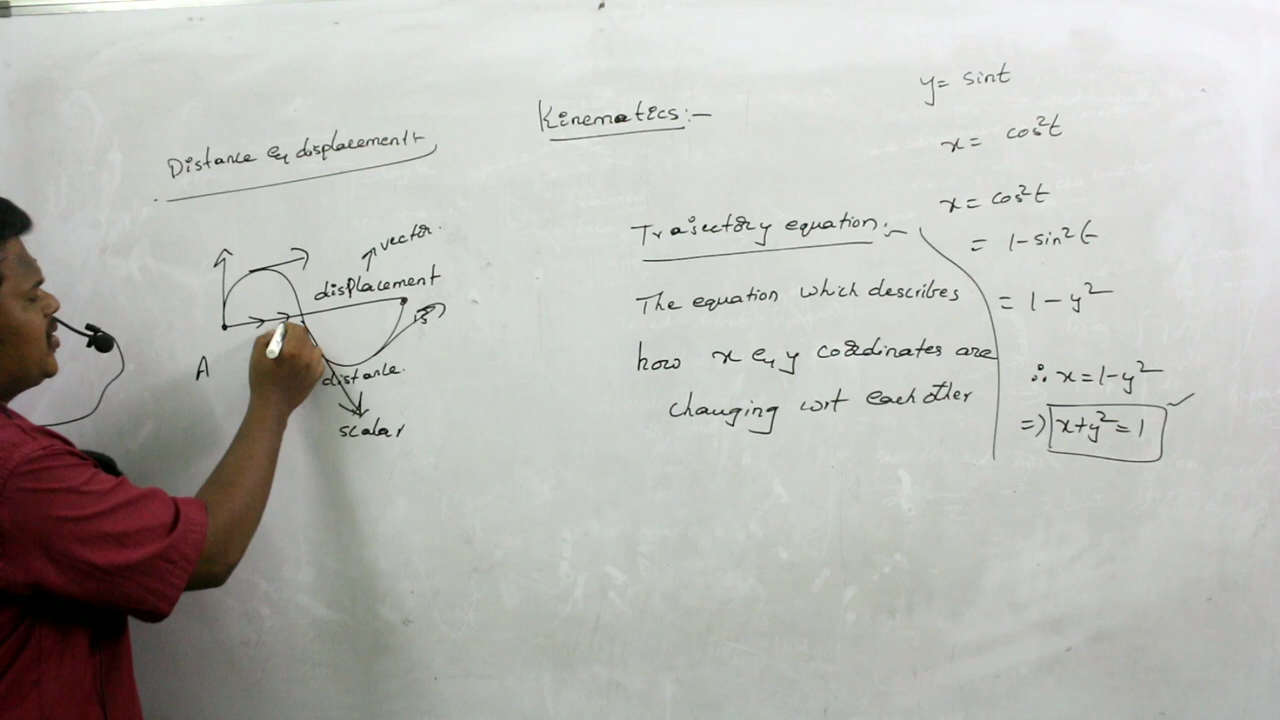 Kinematics:-
Distance & displacement:-
vector.
displacement
A
B
distance.
scalar
Trajectory equation:-
The equation which describes
how x & y coordinates are
changing wrt each other
y= sint
x= cos²t
x= cos²t
= 1-sin²t
= 1-y²
∴ x=1-y²
=) x+y²=1